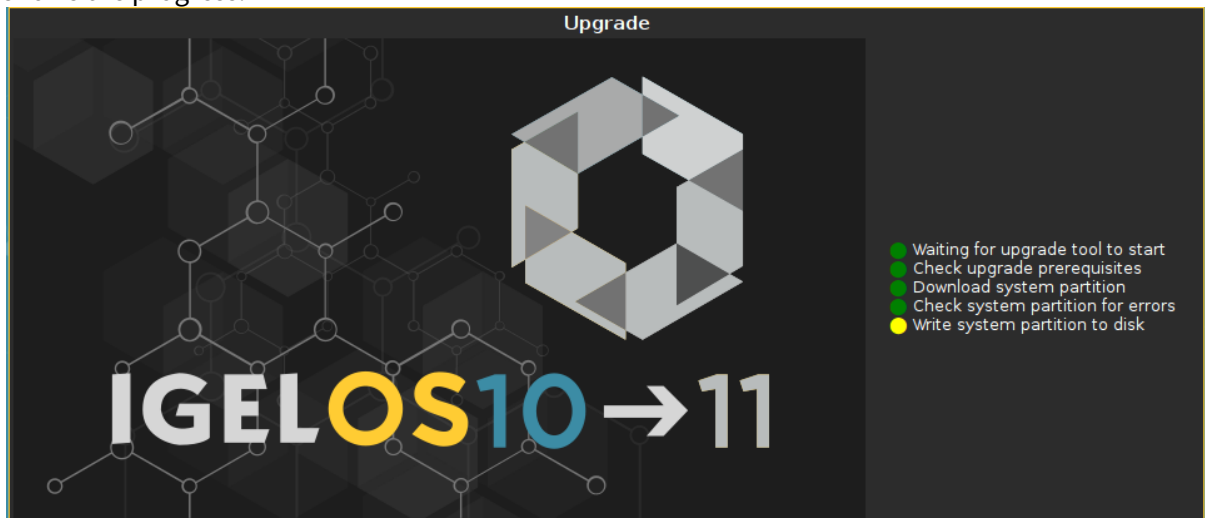 Upgrade
Waiting for upgrade tool to start
Check upgrade prerequisites
Download system partition
Check system partition for errors
Write system partition to disk
IGELOS10→11